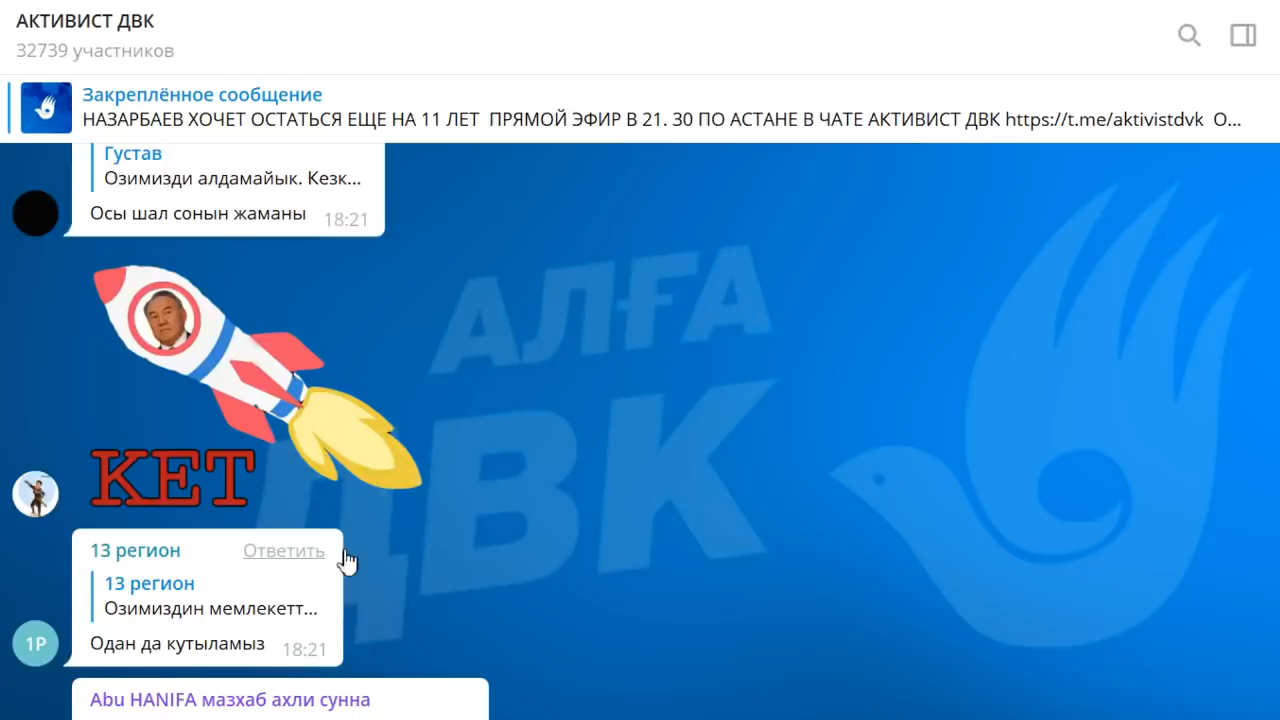 АКТИВИСТ ДВК
32739 участников
Закреплённое сообщение
НАЗАРБАЕВ ХОЧЕТ ОСТАТЬСЯ ЕЩЕ НА 11 ЛЕТ ПРЯМОЙ ЭФИР В 21. 30 ПО АСТАНЕ В ЧАТЕ АКТИВИСТ ДВК https://t.me/aktivistdvk О...
Густав
Озимизди алдамайык. Кезк...
Осы шал сонын жаманы 18:21
АЛҒА
ДВК
КЕТ
13 регион Ответить
13 регион
Озимиздин мемлекетт...
1Р
Одан да кутыламыз 18:21
Abu HANIFA мазхаб ахли сунна